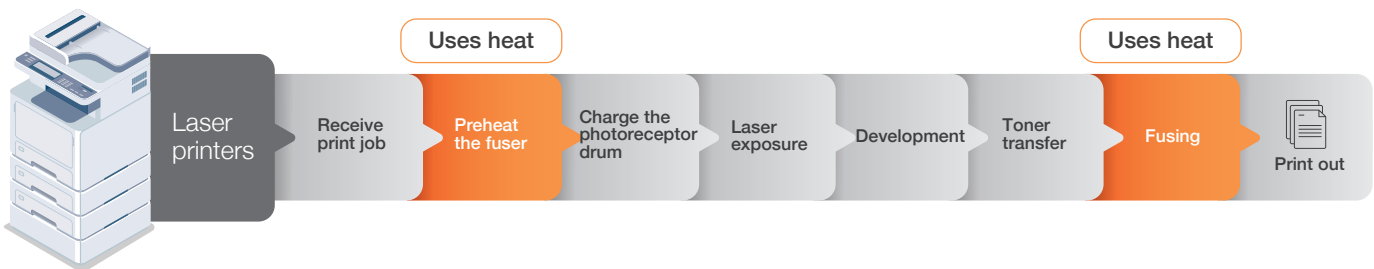 Uses heat
Uses heat
Laser
printers
Receive
print job
Preheat
the fuser
Charge the
photoreceptor
drum
Laser
exposure
Development
Toner
transfer
Fusing
Print out